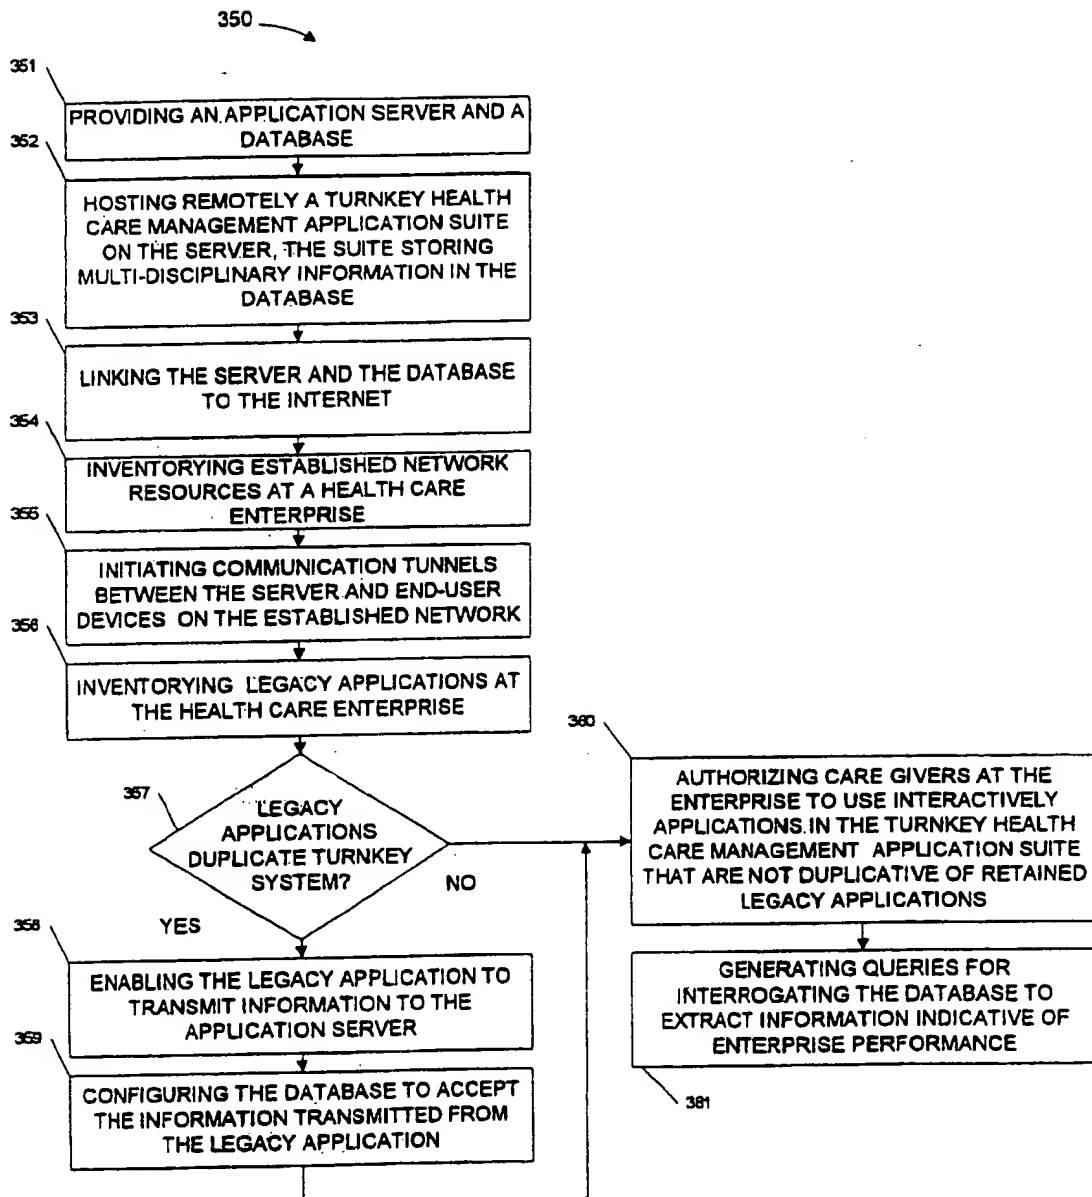 350
351
PROVIDING AN APPLICATION SERVER AND A
DATABASE
352
HOSTING REMOTELY A TURNKEY HEALTH
CARE MANAGEMENT APPLICATION SUITE
ON THE SERVER, THE SUITE STORING
MULTI-DISCIPLINARY INFORMATION IN THE
DATABASE
353
LINKING THE SERVER AND THE DATABASE
TO THE INTERNET
354
INVENTORYING ESTABLISHED NETWORK
RESOURCES AT A HEALTH CARE
ENTERPRISE
355
INITIATING COMMUNICATION TUNNELS
BETWEEN THE SERVER AND END-USER
DEVICES ON THE ESTABLISHED NETWORK
356
INVENTORYING LEGACY APPLICATIONS AT
THE HEALTH CARE ENTERPRISE
357
LEGACY
APPLICATIONS
DUPLICATE TURNKEY
SYSTEM?
NO
YES
358
ENABLING THE LEGACY APPLICATION TO
TRANSMIT INFORMATION TO THE
APPLICATION SERVER
359
CONFIGURING THE DATABASE TO ACCEPT
THE INFORMATION TRANSMITTED FROM
THE LEGACY APPLICATION
360
AUTHORIZING CARE GIVERS AT THE
ENTERPRISE TO USE INTERACTIVELY
APPLICATIONS IN THE TURNKEY HEALTH
CARE MANAGEMENT APPLICATION SUITE
THAT ARE NOT DUPLICATIVE OF RETAINED
LEGACY APPLICATIONS
GENERATING QUERIES FOR
INTERROGATING THE DATABASE TO
EXTRACT INFORMATION INDICATIVE OF
ENTERPRISE PERFORMANCE
361